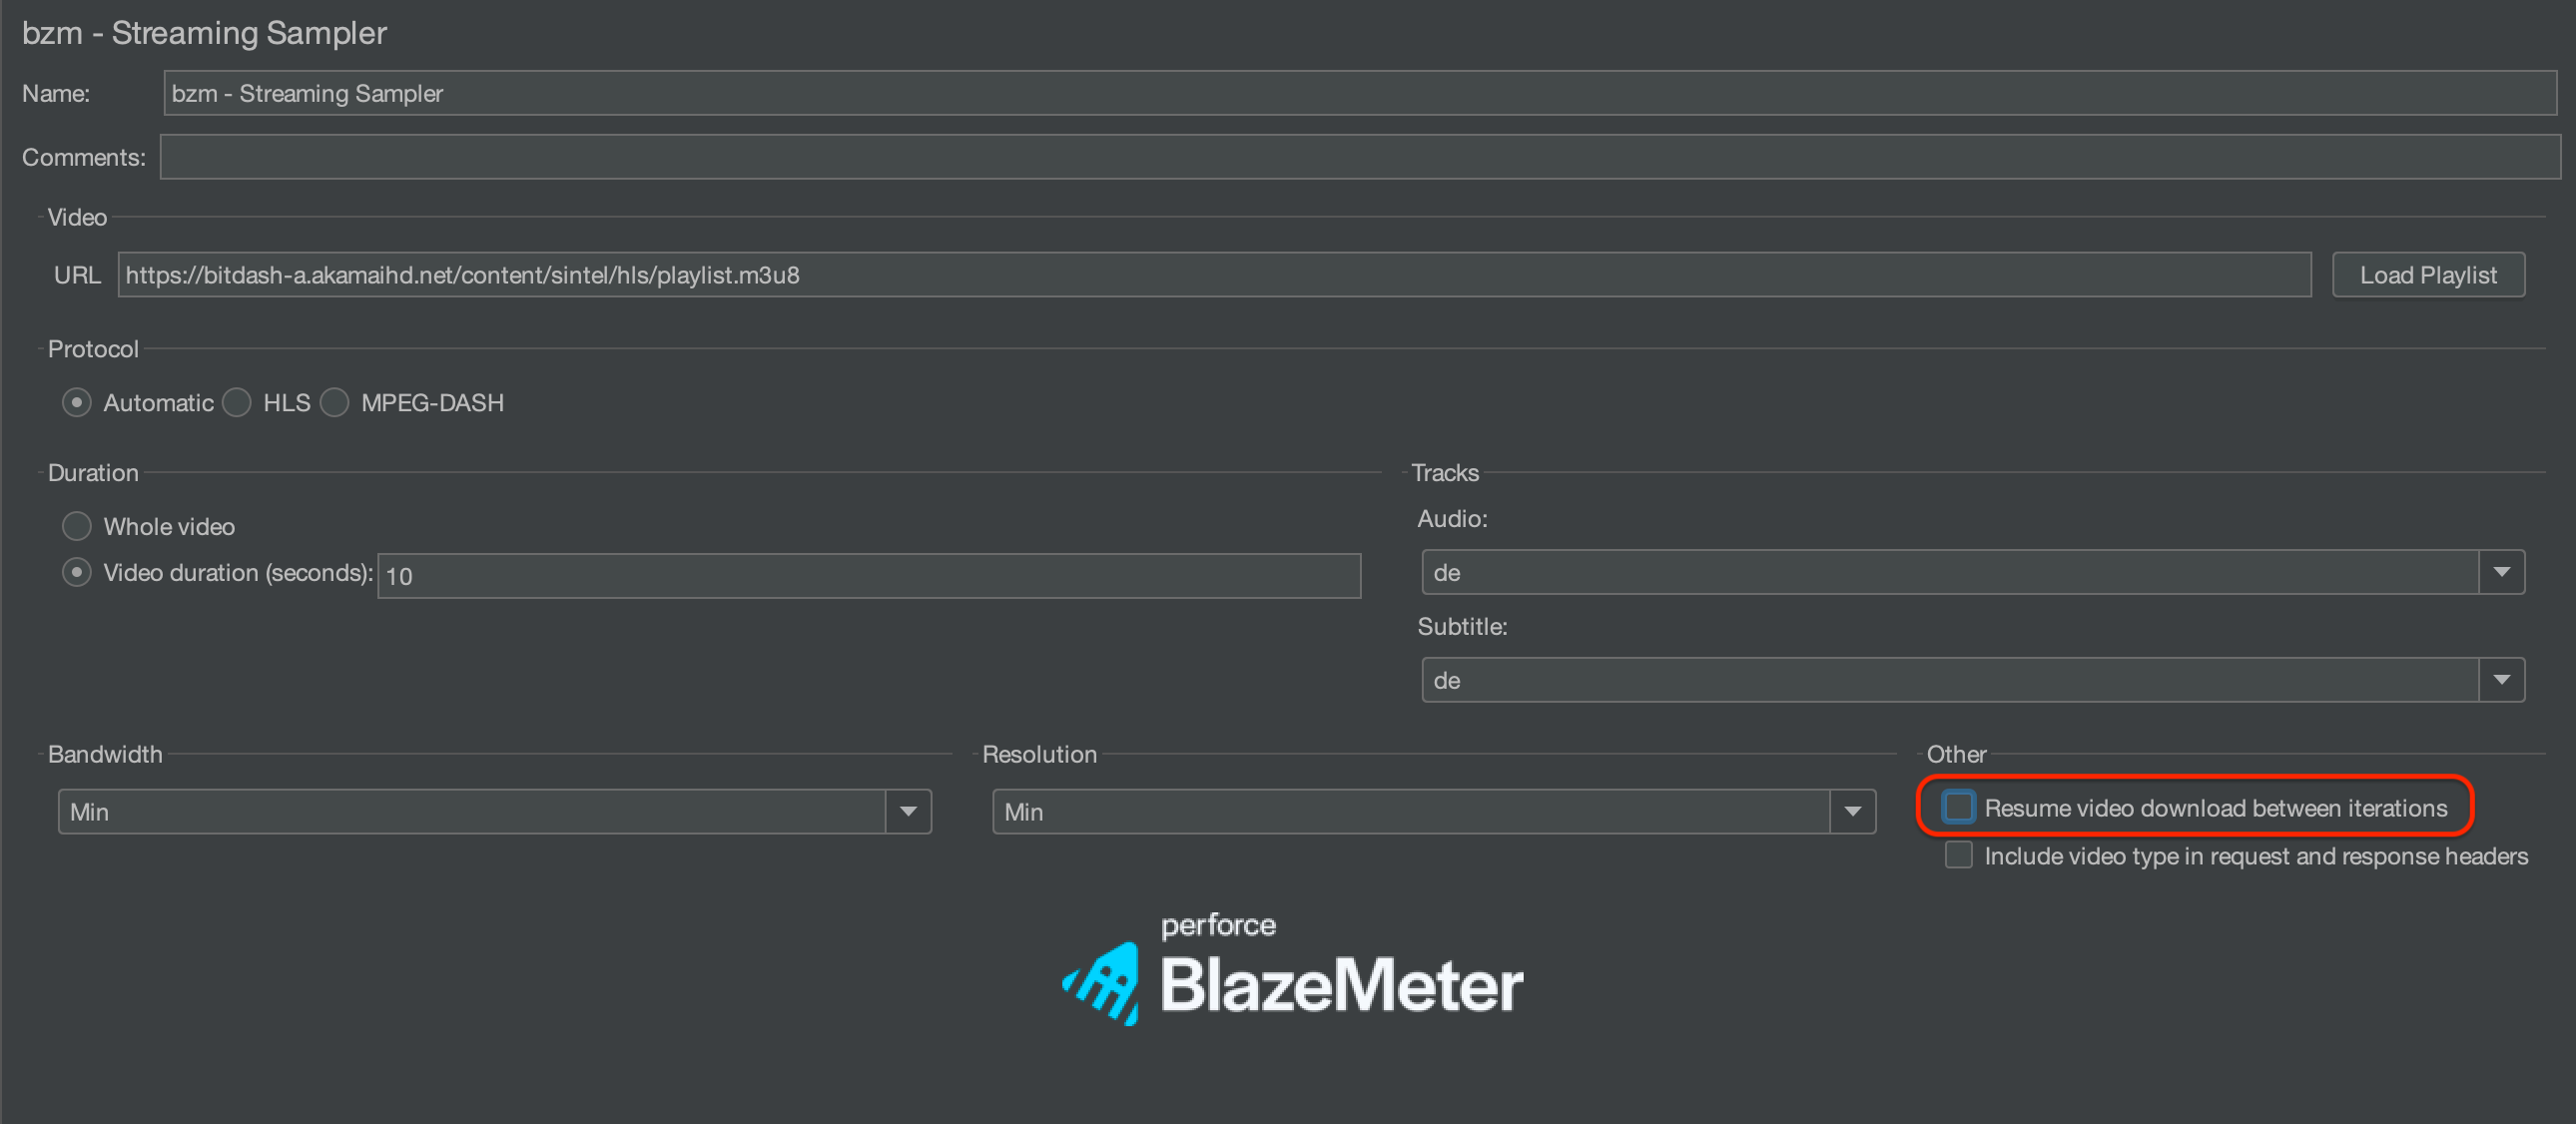 bzm - Streaming Sampler
Name: bzm - Streaming Sampler
Comments:
Video
URL https://bitdash-a.akamaihd.net/content/sintel/hls/playlist.m3u8 Load Playlist
Protocol
Automatic HLS MPEG-DASH
Duration
Whole video
Video duration (seconds): 10
Tracks
Audio:
de
Subtitle:
de
Bandwidth
Min
Resolution
Min
Other
Resume video download between iterations
Include video type in request and response headers
perforce
BlazeMeter